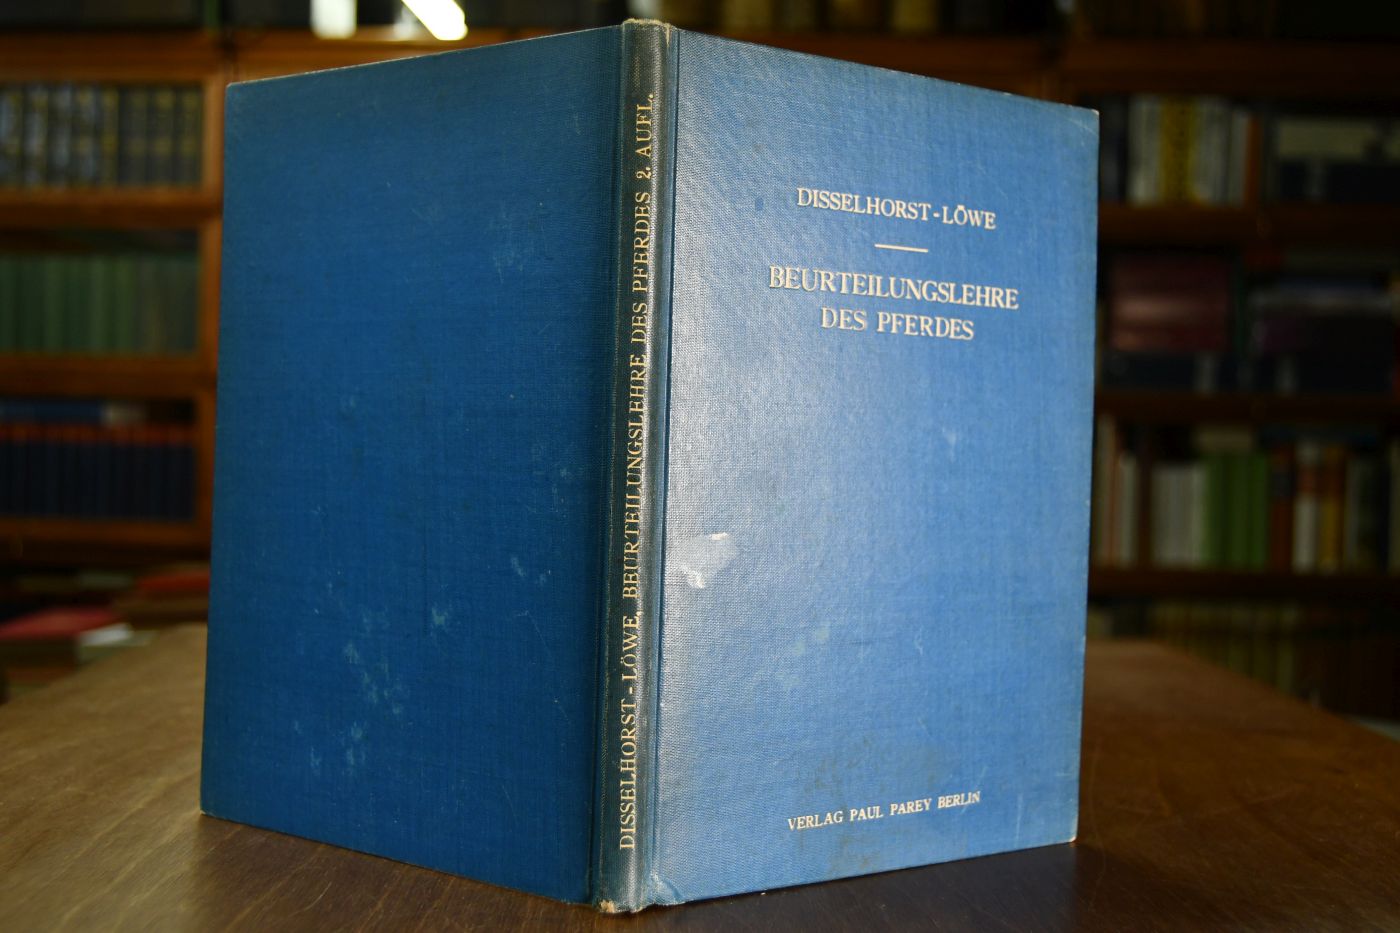 DISSELHORST-LÖWE, BEURTEILUNGSLEHRE DES PFERDES 2. AUFL.
DISSELHORST-LÖWE
BEURTEILUNGSLEHRE
DES PFERDES
VERLAG PAUL PAREY BERLIN